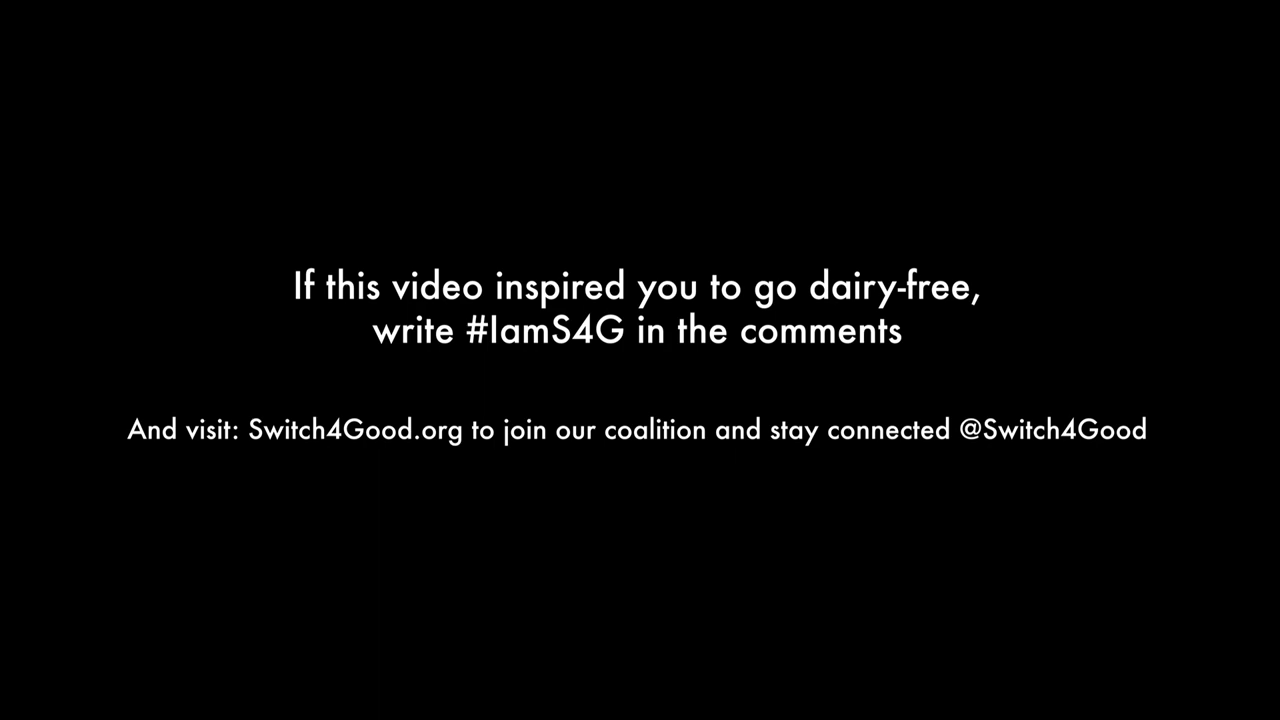 If this video inspired you to go dairy-free,
write #IamS4G in the comments
And visit: Switch4Good.org to join our coalition and stay connected @Switch4Good